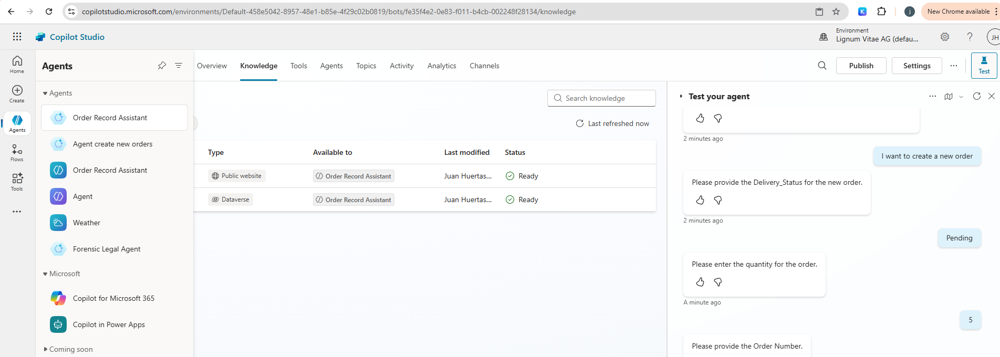 copilotstudio.microsoft.com/environments/Default-458e5042-8957-48e1-b85e-4f29c02b0819/bots/fe35f4e2-0e83-f011-b4cb-002248f28134/knowledge
K
j
New Chrome available
Copilot Studio
Environment
Lignum Vitae AG (defau...
JH
Home
Create
Agents
Flows
Tools
Agents
Agents
Order Record Assistant
Agent create new orders
Order Record Assistant
Agent
Weather
Forensic Legal Agent
Microsoft
Copilot for Microsoft 365
Copilot in Power Apps
Coming soon
Overview Knowledge Tools Agents Topics Activity Analytics Channels
Publish
Settings
Test
Search knowledge
Last refreshed now
Type Available to Last modified Status
Public website Order Record Assistant Juan Huertas... Ready
Dataverse Order Record Assistant Juan Huertas... Ready
Test your agent
2 minutes ago
I want to create a new order
Please provide the Delivery_Status for the new order.
2 minutes ago
Pending
Please enter the quantity for the order.
A minute ago
5
Please provide the Order Number.